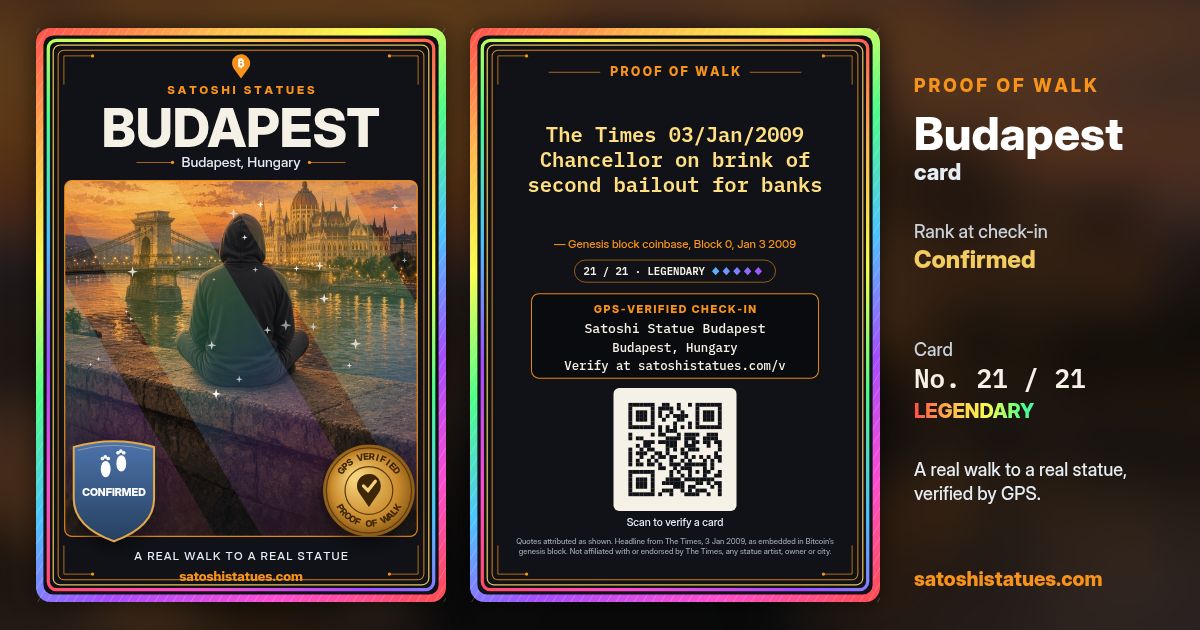 SATOSHI STATUES
BUDAPEST
Budapest, Hungary
CONFIRMED
GPS VERIFIED
PROOF OF WALK
A REAL WALK TO A REAL STATUE
satoshistatues.com
PROOF OF WALK
The Times 03/Jan/2009
Chancellor on brink of
second bailout for banks
— Genesis block coinbase, Block 0, Jan 3 2009
21 / 21 · LEGENDARY
GPS-VERIFIED CHECK-IN
Satoshi Statue Budapest
Budapest, Hungary
Verify at satoshistatues.com/v
Scan to verify a card
Quotes attributed as shown. Headline from The Times, 3 Jan 2009, as embedded in Bitcoin's
genesis block. Not affiliated with or endorsed by The Times, any statue artist, owner or city.
PROOF OF WALK
Budapest
card
Rank at check-in
Confirmed
Card
No. 21 / 21
LEGENDARY
A real walk to a real statue,
verified by GPS.
satoshistatues.com